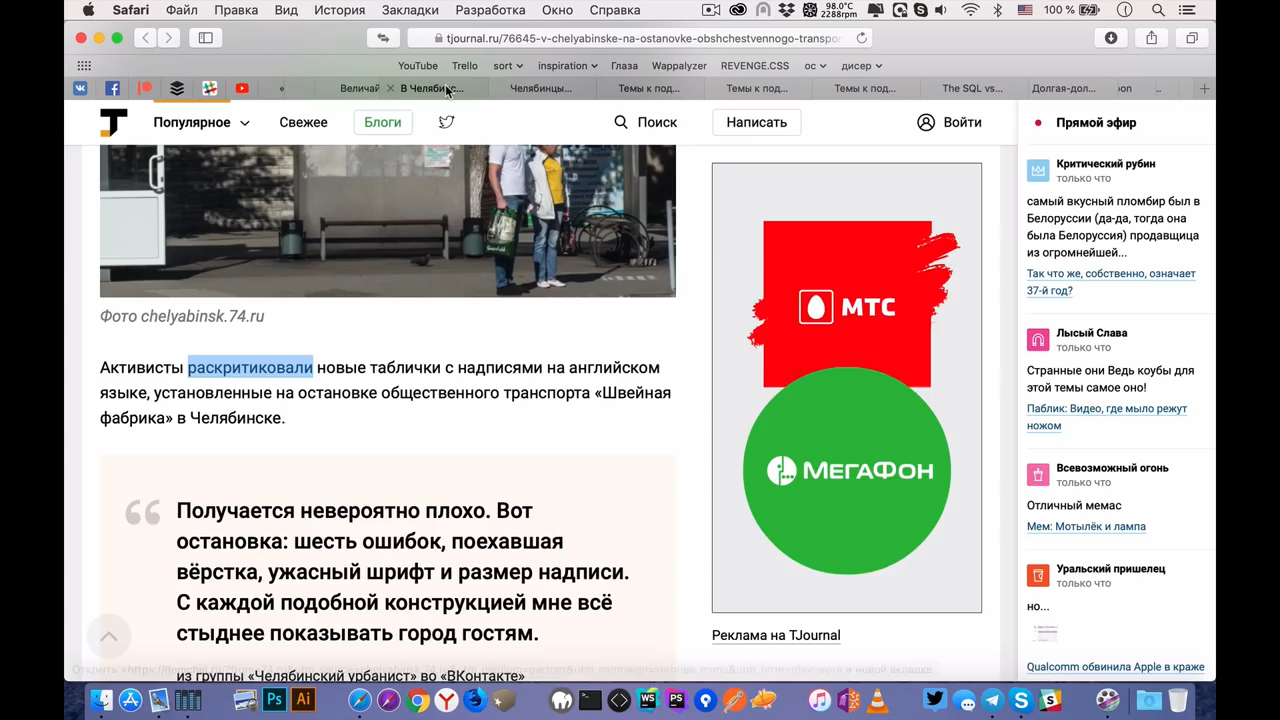 Safari Файл Правка Вид История Закладки Разработка Окно Справка
98.0°C
2288rpm
100 %
tjournal.ru/76645-v-chelyabinske-na-ostanovke-obshchestvennogo-transpor
YouTube Trello sort inspiration Глаза Wappalyzer REVENGE.CSS ос дисер
« Величай В Челябинс... Челябинцы... Темы к под... Темы к под... Темы к под... The SQL vs... Долгая-дол... on ..
Популярное Свежее Блоги Поиск Написать Войти
Прямой эфир
Фото chelyabinsk.74.ru
Активисты раскритиковали новые таблички с надписями на английском
языке, установленные на остановке общественного транспорта «Швейная
фабрика» в Челябинске.
Получается невероятно плохо. Вот
остановка: шесть ошибок, поехавшая
вёрстка, ужасный шрифт и размер надписи.
С каждой подобной конструкцией мне всё
стыднее показывать город гостям.
из группы «Челябинский урбанист» во «ВКонтакте»
МТС
МЕГАФОН
Реклама на TJournal
Критический рубин
только что
самый вкусный пломбир был в
Белоруссии (да-да, тогда она
была Белоруссия) продавщица
из огромнейшей...
Так что же, собственно, означает
37-й год?
Лысый Слава
только что
Странные они Ведь коубы для
этой темы самое оно!
Паблик: Видео, где мыло режут
ножом
Всевозможный огонь
только что
Отличный мемас
Мем: Мотылёк и лампа
Уральский пришелец
только что
но...
Qualcomm обвинила Apple в краже
Ps Ai WS PS